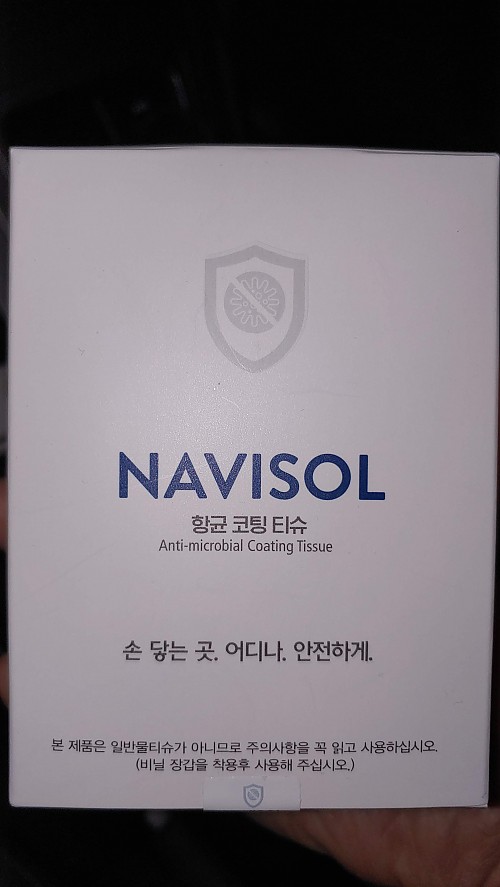 NAVISOL
항균 코팅 티슈
Anti-microbial Coating Tissue
손 닿는 곳. 어디나. 안전하게.
본 제품은 일반물티슈가 아니므로 주의사항을 꼭 읽고 사용하십시오.
(비닐 장갑을 착용후 사용해 주십시오.)